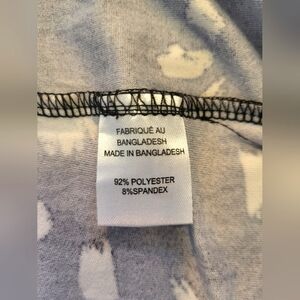 FABRIQUÉ AU
BANGLADESH
MADE IN BANGLADESH
92% POLYESTER
8%SPANDEX